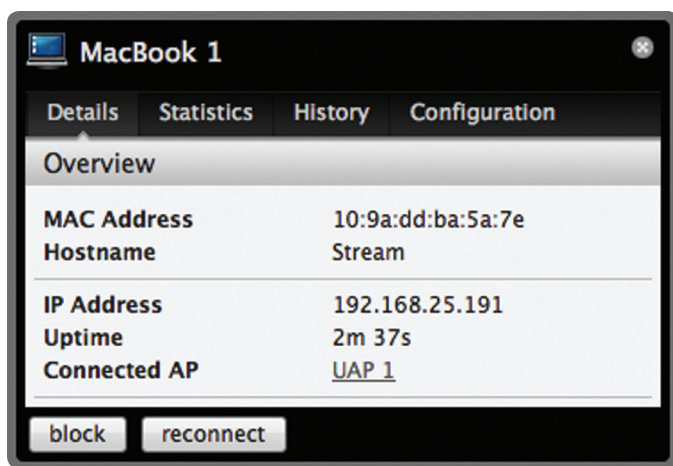 MacBook 1
Details Statistics History Configuration
Overview
MAC Address 10:9a:dd:ba:5a:7e
Hostname Stream
IP Address 192.168.25.191
Uptime 2m 37s
Connected AP UAP 1
block reconnect